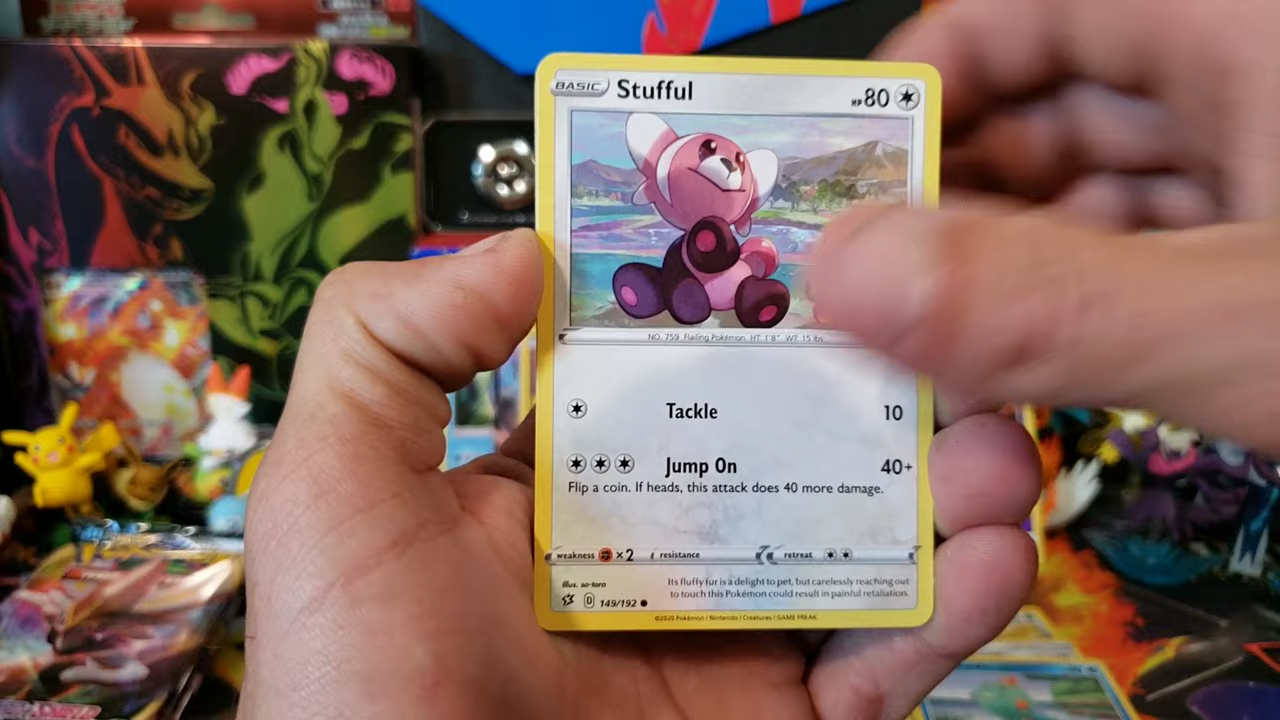 BASIC Stufful HP 80
NO. 759 Flailing Pokémon HT 1'8" WT 15 lbs.
Tackle 10
Jump On 40+
Flip a coin. If heads, this attack does 40 more damage.
weakness ×2 resistance retreat
Illus. so-taro
Its fluffy fur is a delight to pet, but carelessly reaching out
to touch this Pokémon could result in painful retaliation.
D 149/192
©2020 Pokémon / Nintendo / Creatures / GAME FREAK